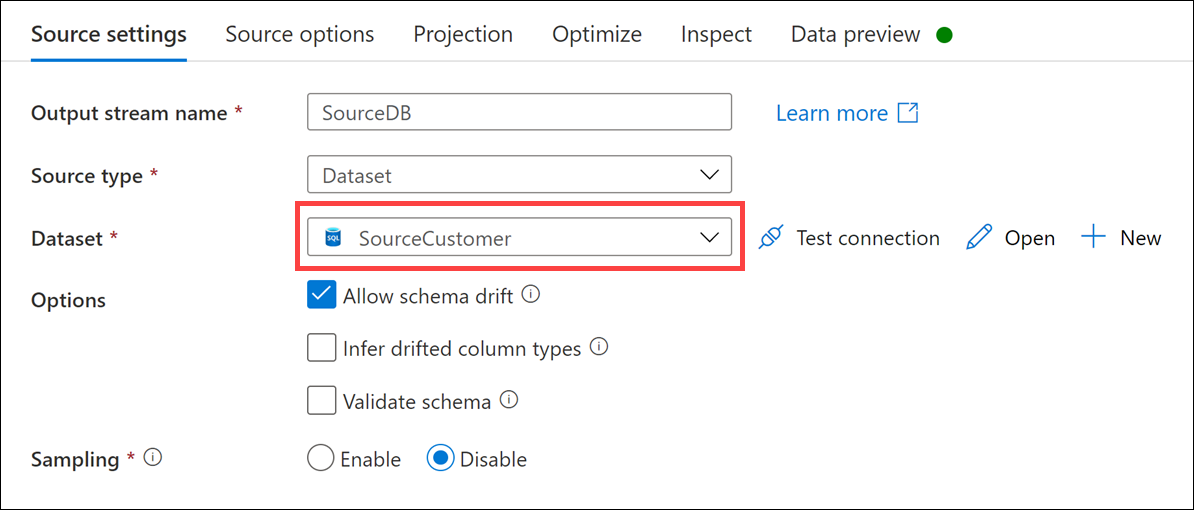 Source settings Source options Projection Optimize Inspect Data preview
Output stream name * SourceDB Learn more
Source type * Dataset
Dataset * SQL SourceCustomer Test connection Open New
Options Allow schema drift
Infer drifted column types
Validate schema
Sampling * Enable Disable